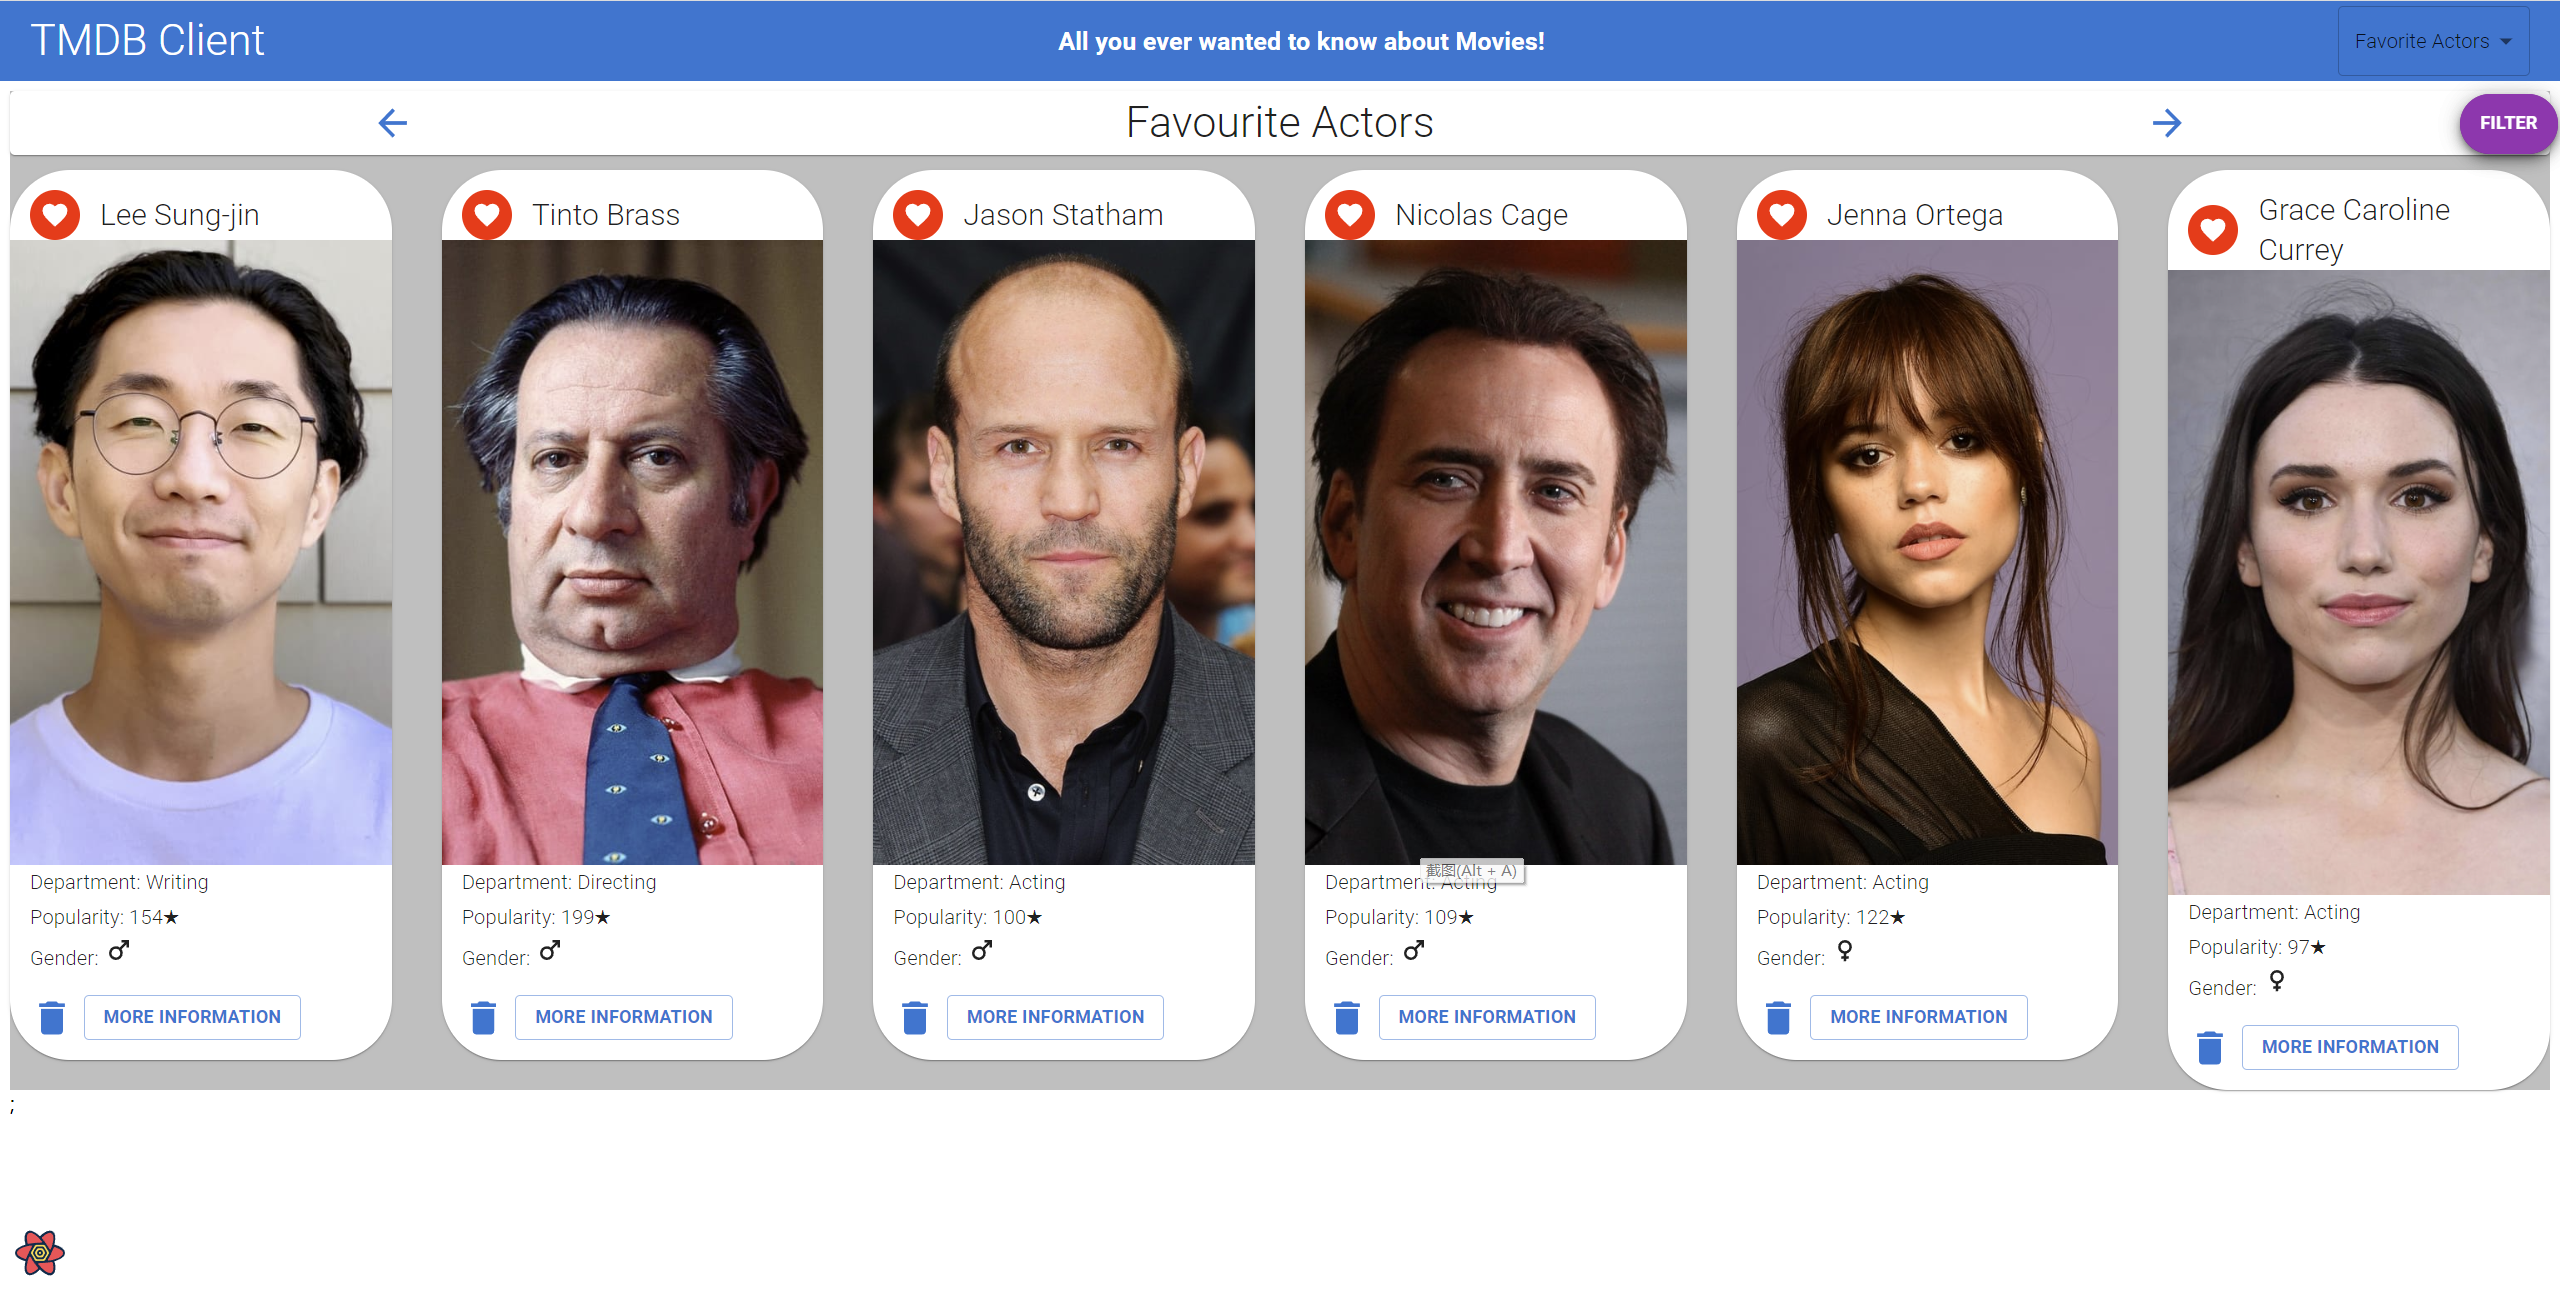 TMDB Client
All you ever wanted to know about Movies!
Favorite Actors
Favourite Actors
FILTER
Lee Sung-jin
Department: Writing
Popularity: 154★
Gender: ♂
MORE INFORMATION
Tinto Brass
Department: Directing
Popularity: 199★
Gender: ♂
MORE INFORMATION
Jason Statham
Department: Acting
Popularity: 100★
Gender: ♂
MORE INFORMATION
Nicolas Cage
截图(Alt + A)
Department: Acting
Popularity: 109★
Gender: ♂
MORE INFORMATION
Jenna Ortega
Department: Acting
Popularity: 122★
Gender: ♀
MORE INFORMATION
Grace Caroline
Currey
Department: Acting
Popularity: 97★
Gender: ♀
MORE INFORMATION
;